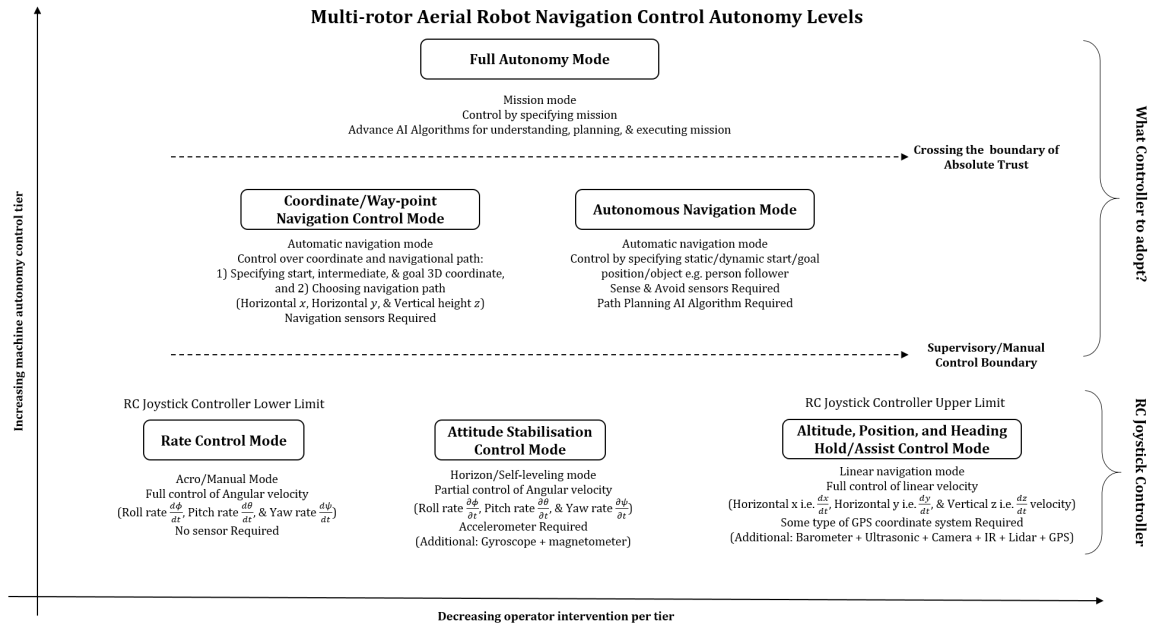 Multi-rotor Aerial Robot Navigation Control Autonomy Levels
Full Autonomy Mode
Mission mode
Control by specifying mission
Advance AI Algorithms for understanding, planning, & executing mission
Crossing the boundary of
Absolute Trust
Coordinate/Way-point
Navigation Control Mode
Automatic navigation mode
Control over coordinate and navigational path:
1) Specifying start, intermediate, & goal 3D coordinate,
and 2) Choosing navigation path
(Horizontal x, Horizontal y, & Vertical height z)
Navigation sensors Required
Autonomous Navigation Mode
Automatic navigation mode
Control by specifying static/dynamic start/goal
position/object e.g. person follower
Sense & Avoid sensors Required
Path Planning AI Algorithm Required
Supervisory/Manual
Control Boundary
What Controller to adopt?
RC Joystick Controller Lower Limit
Rate Control Mode
Acro/Manual Mode
Full control of Angular velocity
(Roll rate dϕ/dt, Pitch rate dθ/dt, & Yaw rate dψ/dt)
No sensor Required
Attitude Stabilisation
Control Mode
Horizon/Self-leveling mode
Partial control of Angular velocity
(Roll rate ∂ϕ/∂t, Pitch rate ∂θ/∂t, & Yaw rate ∂ψ/∂t)
Accelerometer Required
(Additional: Gyroscope + magnetometer)
RC Joystick Controller Upper Limit
Altitude, Position, and Heading
Hold/Assist Control Mode
Linear navigation mode
Full control of linear velocity
(Horizontal x i.e. dx/dt, Horizontal y i.e. dy/dt, & Vertical z i.e. dz/dt velocity)
Some type of GPS coordinate system Required
(Additional: Barometer + Ultrasonic + Camera + IR + Lidar + GPS)
RC Joystick Controller
Increasing machine autonomy control tier
Decreasing operator intervention per tier